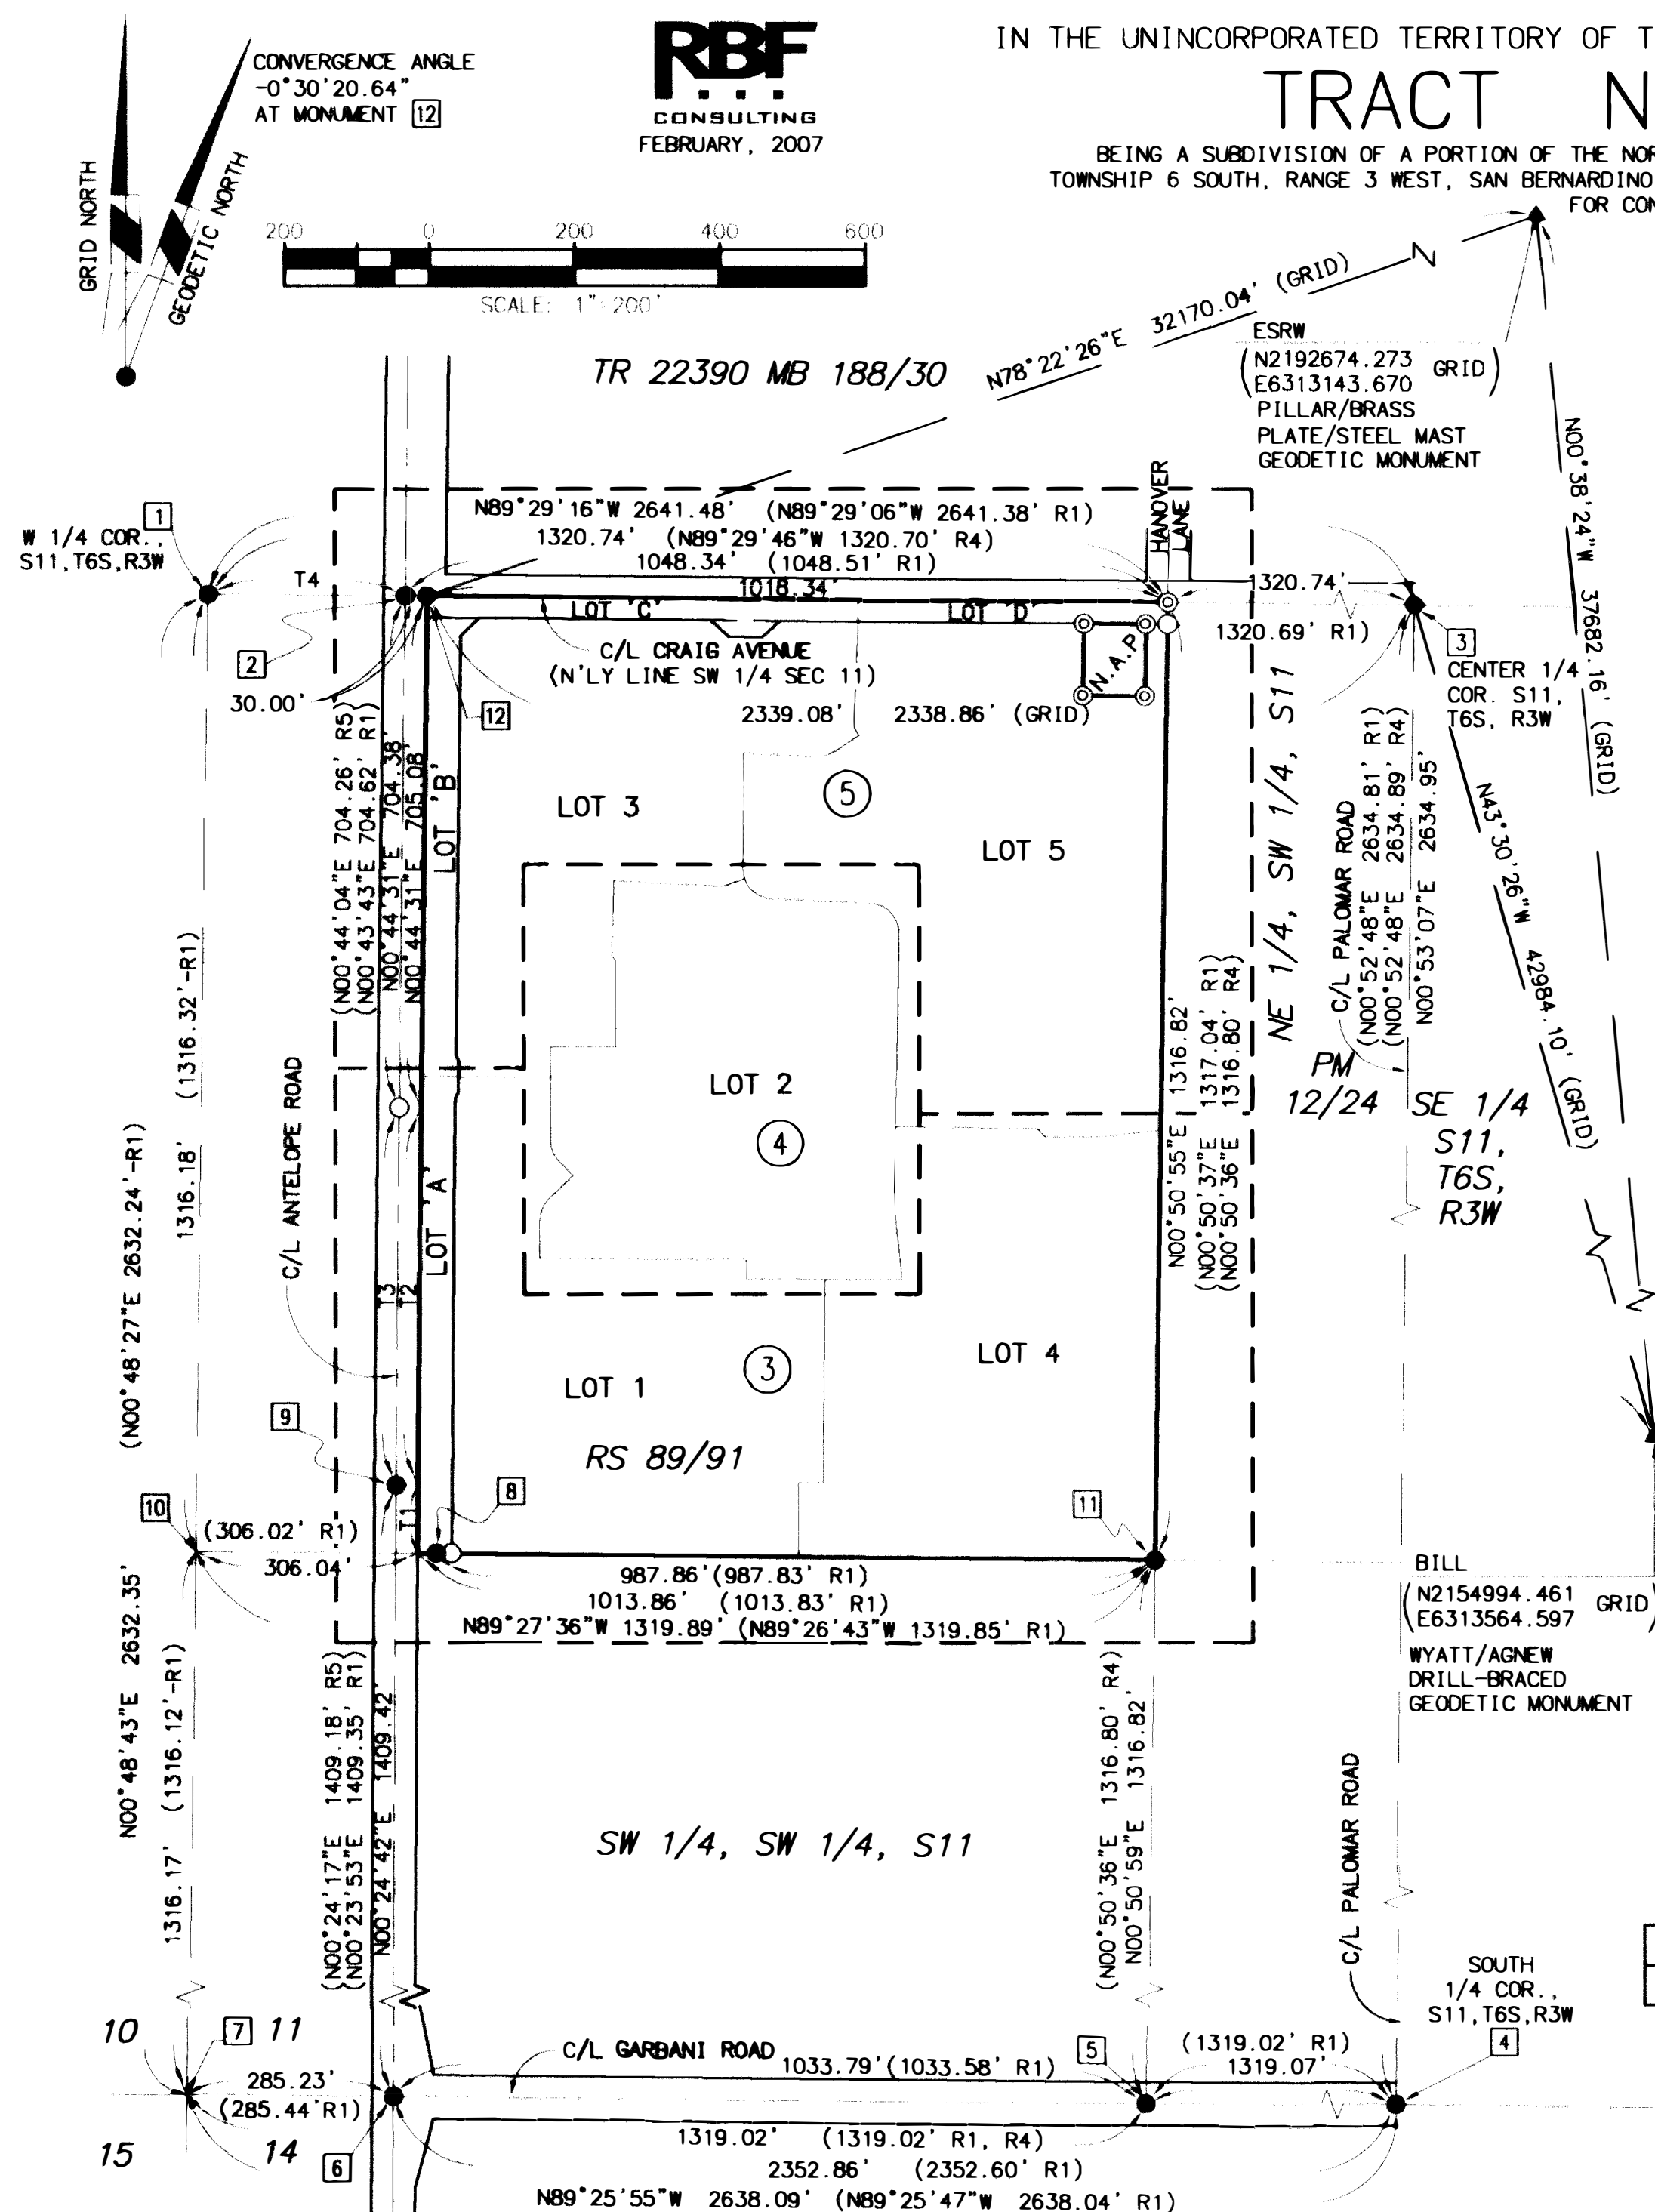 CONVERGENCE ANGLE
-0°30'20.64"
AT MONUMENT 12
GRID NORTH
GEODETIC NORTH
RBF
CONSULTING
FEBRUARY, 2007
IN THE UNINCORPORATED TERRITORY OF T
TRACT N
BEING A SUBDIVISION OF A PORTION OF THE NOR
TOWNSHIP 6 SOUTH, RANGE 3 WEST, SAN BERNARDINO
FOR CON
200 0 200 400 600
SCALE: 1"=200'
TR 22390 MB 188/30
N78°22'26"E 32170.04' (GRID)
N
ESRW
(N2192674.273
E6313143.670 GRID)
PILLAR/BRASS
PLATE/STEEL MAST
GEODETIC MONUMENT
N00°38'24"W 37682.16' (GRID)
1
W 1/4 COR.,
S11,T6S,R3W
T4
N89°29'16"W 2641.48' (N89°29'06"W 2641.38' R1)
1320.74' (N89°29'46"W 1320.70' R4)
1048.34' (1048.51' R1)
1018.34'
HANOVER
LANE
1320.74'
1320.69' R1)
LOT 'C'
LOT 'D'
C/L CRAIG AVENUE
(N'LY LINE SW 1/4 SEC 11)
N.A.P
2
30.00'
12
2339.08' 2338.86' (GRID)
3
CENTER 1/4
COR. S11,
T6S, R3W
(N00°44'04"E 704.26' R5)
(N00°43'43"E 704.62' R1)
N00°44'31"E 704.38'
N00°44'31"E 705.08'
LOT 'B'
LOT 3
5
LOT 5
NE 1/4, SW 1/4, S11
C/L PALOMAR ROAD
(N00°52'48"E 2634.81' R1)
(N00°52'48"E 2634.89' R4)
N00°53'07"E 2634.95'
N43°30'26"W 42984.10' (GRID)
(1316.32'-R1)
1316.18'
(N00°48'27"E 2632.24'-R1)
C/L ANTELOPE ROAD
LOT 2
4
N00°50'55"E 1316.82'
(N00°50'37"E 1317.04' R1)
(N00°50'36"E 1316.80' R4)
PM
12/24
SE 1/4
S11,
T6S,
R3W
LOT 'A'
T3
T2
N
N
3
LOT 4
LOT 1
RS 89/91
9
8
T1
11
10
(306.02' R1)
306.04'
987.86'(987.83' R1)
1013.86' (1013.83' R1)
N89°27'36"W 1319.89' (N89°26'43"W 1319.85' R1)
BILL
(N2154994.461
E6313564.597 GRID)
WYATT/AGNEW
DRILL-BRACED
GEODETIC MONUMENT
N00°48'43"E 2632.35'
1316.17' (1316.12'-R1)
(N00°24'17"E 1409.18' R5)
(N00°23'53"E 1409.35' R1)
N00°24'42"E 1409.42'
SW 1/4, SW 1/4, S11
(N00°50'36"E 1316.80' R4)
N00°50'59"E 1316.82'
C/L PALOMAR ROAD
SOUTH
1/4 COR.,
S11,T6S,R3W
4
10
7
11
285.23'
(285.44'R1)
15
14
6
C/L GARBANI ROAD
1033.79'(1033.58' R1)
5
(1319.02' R1)
1319.07'
1319.02' (1319.02' R1, R4)
2352.86' (2352.60' R1)
N89°25'55"W 2638.09' (N89°25'47"W 2638.04' R1)